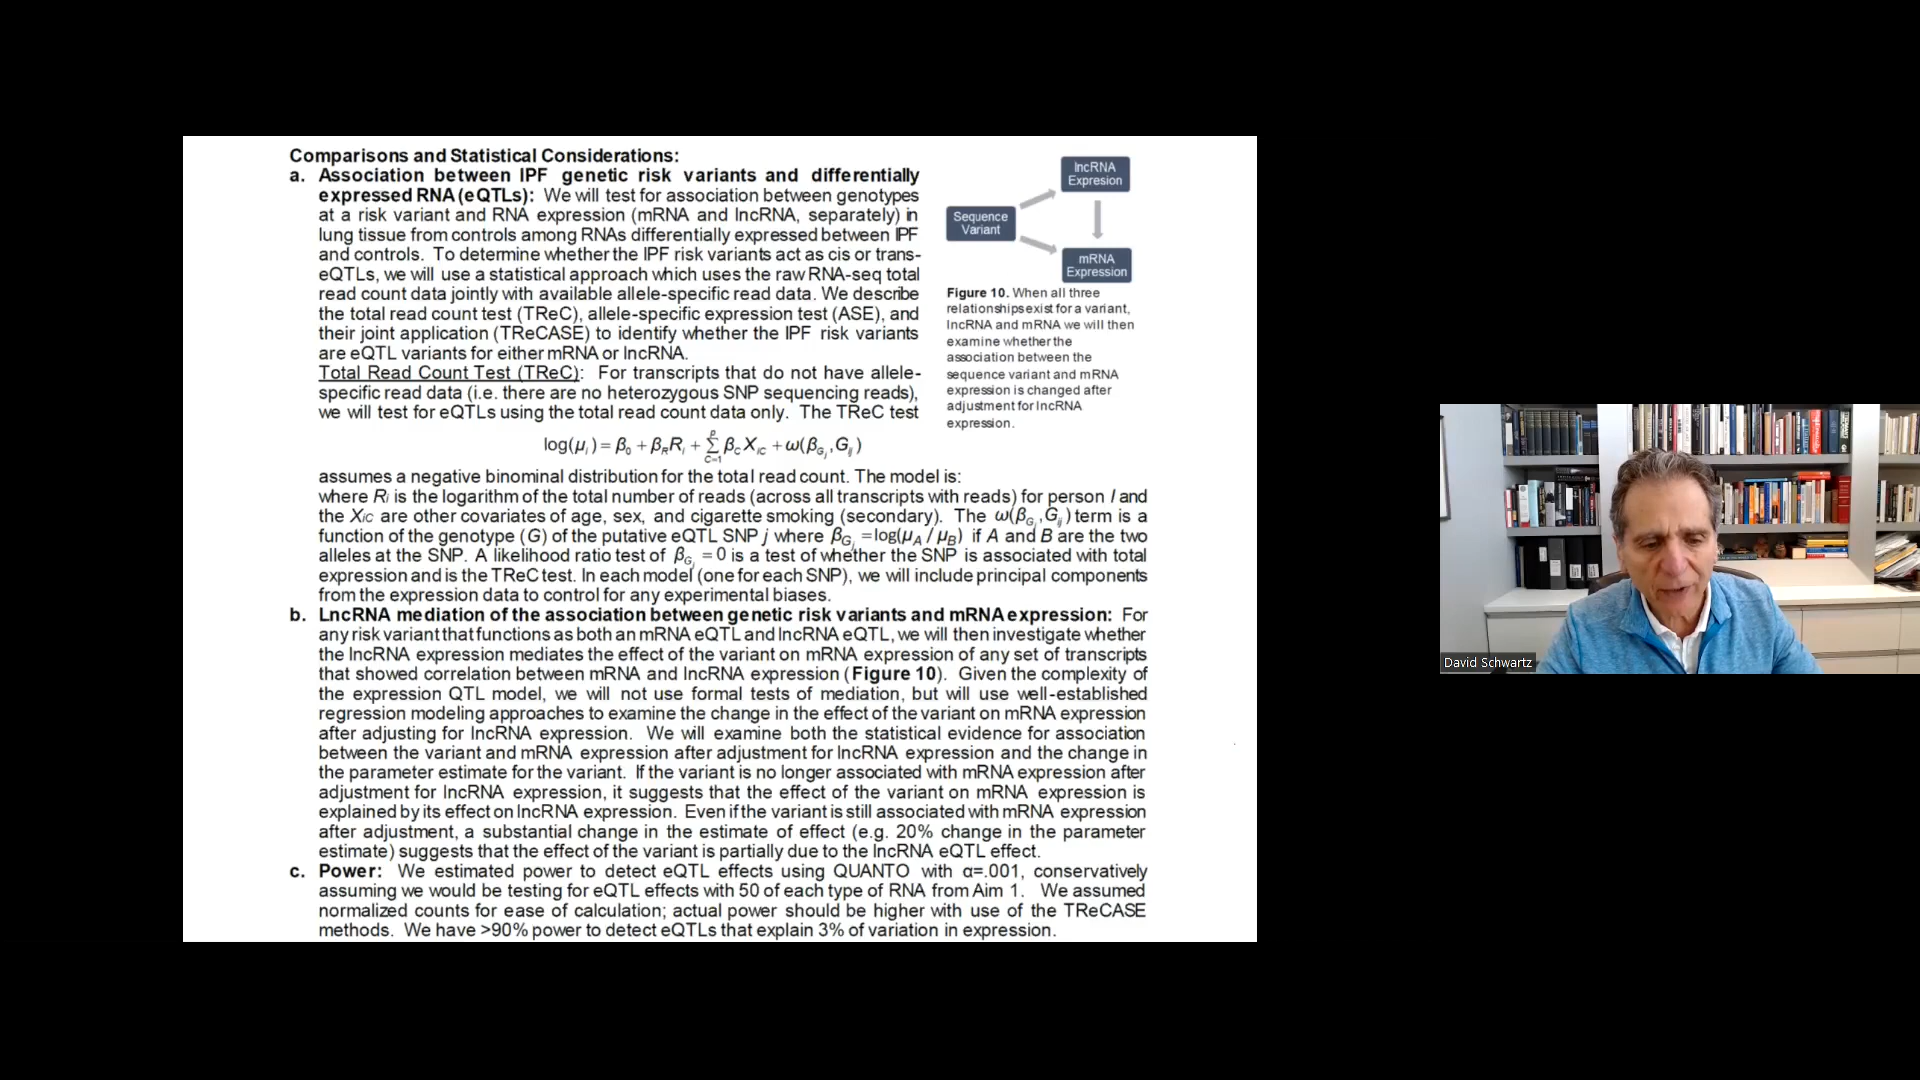 Comparisons and Statistical Considerations:
a. Association between IPF genetic risk variants and differentially
expressed RNA (eQTLs): We will test for association between genotypes
at a risk variant and RNA expression (mRNA and lncRNA, separately) in
lung tissue from controls among RNAs differentially expressed between IPF
and controls. To determine whether the IPF risk variants act as cis or trans-
eQTLs, we will use a statistical approach which uses the raw RNA-seq total
read count data jointly with available allele-specific read data. We describe
the total read count test (TReC), allele-specific expression test (ASE), and
their joint application (TReCASE) to identify whether the IPF risk variants
are eQTL variants for either mRNA or lncRNA.
Total Read Count Test (TReC): For transcripts that do not have allele-
specific read data (i.e. there are no heterozygous SNP sequencing reads),
we will test for eQTLs using the total read count data only. The TReC test
lncRNA
Expresion
Sequence
Variant
mRNA
Expression
Figure 10. When all three
relationships exist for a variant,
lncRNA and mRNA we will then
examine whether the
association between the
sequence variant and mRNA
expression is changed after
adjustment for lncRNA
expression.
log(μ_i) = β_0 + β_R R_i + Σ_{C=1}^{p} β_C X_{iC} + ω(β_{G_j}, G_{ij})
assumes a negative binominal distribution for the total read count. The model is:
where Ri is the logarithm of the total number of reads (across all transcripts with reads) for person I and
the XiC are other covariates of age, sex, and cigarette smoking (secondary). The ω(β_{G_j}, G_{ij}) term is a
function of the genotype (G) of the putative eQTL SNP j where β_{G_j} = log(μ_A / μ_B) if A and B are the two
alleles at the SNP. A likelihood ratio test of β_{G_j} = 0 is a test of whether the SNP is associated with total
expression and is the TReC test. In each model (one for each SNP), we will include principal components
from the expression data to control for any experimental biases.
b. LncRNA mediation of the association between genetic risk variants and mRNA expression: For
any risk variant that functions as both an mRNA eQTL and lncRNA eQTL, we will then investigate whether
the lncRNA expression mediates the effect of the variant on mRNA expression of any set of transcripts
that showed correlation between mRNA and lncRNA expression (Figure 10). Given the complexity of
the expression QTL model, we will not use formal tests of mediation, but will use well-established
regression modeling approaches to examine the change in the effect of the variant on mRNA expression
after adjusting for lncRNA expression. We will examine both the statistical evidence for association
between the variant and mRNA expression after adjustment for lncRNA expression and the change in
the parameter estimate for the variant. If the variant is no longer associated with mRNA expression after
adjustment for lncRNA expression, it suggests that the effect of the variant on mRNA expression is
explained by its effect on lncRNA expression. Even if the variant is still associated with mRNA expression
after adjustment, a substantial change in the estimate of effect (e.g. 20% change in the parameter
estimate) suggests that the effect of the variant is partially due to the lncRNA eQTL effect.
c. Power: We estimated power to detect eQTL effects using QUANTO with α=.001, conservatively
assuming we would be testing for eQTL effects with 50 of each type of RNA from Aim 1. We assumed
normalized counts for ease of calculation; actual power should be higher with use of the TReCASE
methods. We have >90% power to detect eQTLs that explain 3% of variation in expression.
David Schwartz